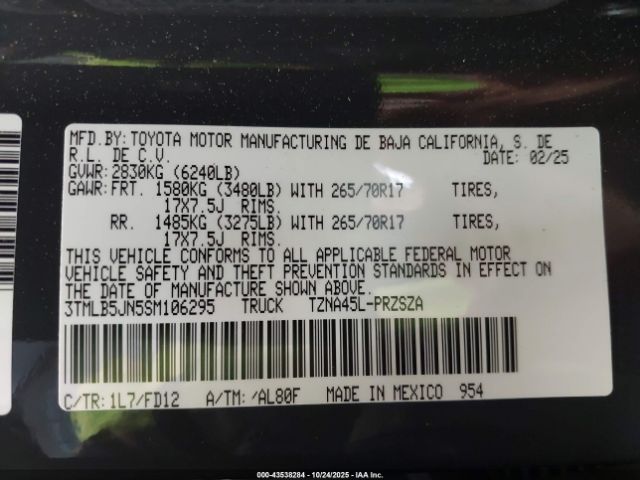 MFD.BY:TOYOTA MOTOR MANUFACTURING DE BAJA CALIFORNIA, S. DE
R.L. DE C.V. DATE: 02/25
GVWR:2830KG (6240LB)
GAWR:FRT. 1580KG (3480LB) WITH 265/70R17 TIRES,
17X7.5J RIMS.
RR. 1485KG (3275LB) WITH 265/70R17 TIRES,
17X7.5J RIMS.
THIS VEHICLE CONFORMS TO ALL APPLICABLE FEDERAL MOTOR
VEHICLE SAFETY AND THEFT PREVENTION STANDARDS IN EFFECT ON
THE DATE OF MANUFACTURE SHOWN ABOVE.
3TMLB5JN5SM106295 TRUCK TZNA45L-PRZSZA
C/TR:1L7/FD12 A/TM:-/AL80F MADE IN MEXICO 954
000-43538284 - 10/24/2025 - IAA Inc.